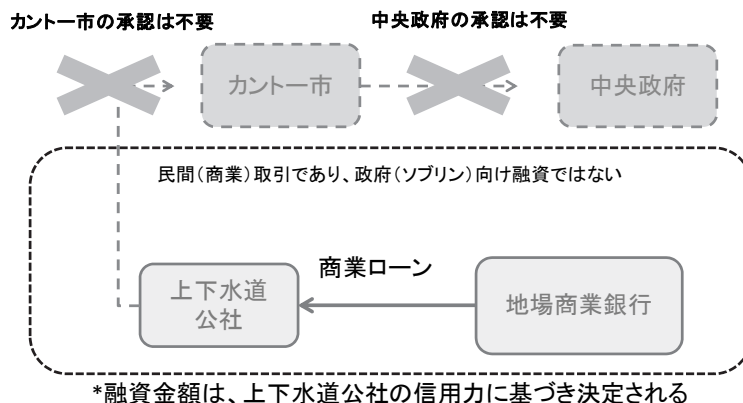 カントー市の承認は不要
中央政府の承認は不要
カントー市
中央政府
民間(商業)取引であり、政府(ソブリン)向け融資ではない
商業ローン
上下水道
公社
地場商業銀行
*融資金額は、上下水道公社の信用力に基づき決定される